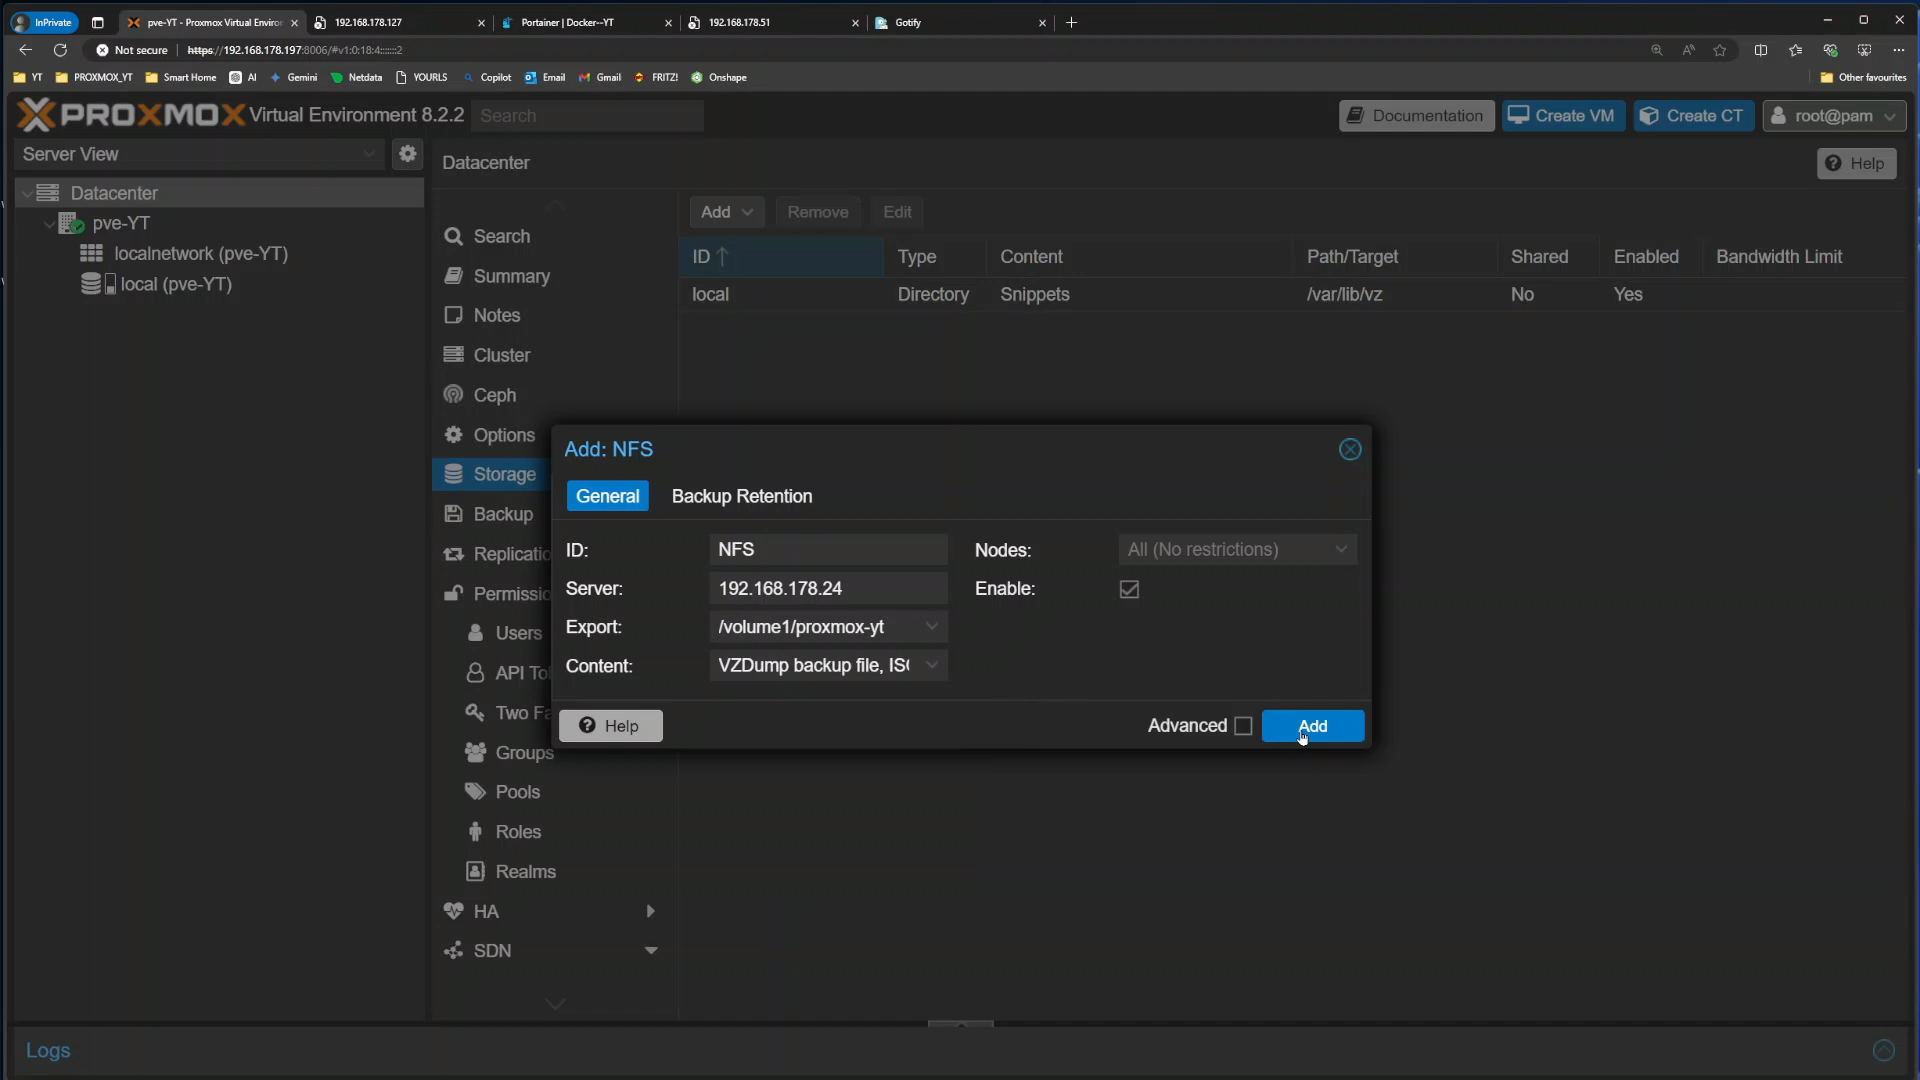 InPrivate
pve-YT - Proxmox Virtual Enviror
192.168.178.127
Portainer | Docker--YT
192.168.178.51
Gotify
Not secure
https://192.168.178.197:8006/#v1:0:18:4:::::::2
YT
PROXMOX_YT
Smart Home
AI
Gemini
Netdata
YOURLS
Copilot
Email
Gmail
FRITZ!
Onshape
Other favourites
PROXMOX Virtual Environment 8.2.2
Search
Documentation
Create VM
Create CT
root@pam
Server View
Datacenter
Help
Datacenter
pve-YT
localnetwork (pve-YT)
local (pve-YT)
Search
Summary
Notes
Cluster
Ceph
Options
Storage
Backup
Replicatio
Permissio
Users
API To
Two Fa
Groups
Pools
Roles
Realms
HA
SDN
Add
Remove
Edit
ID
Type
Content
Path/Target
Shared
Enabled
Bandwidth Limit
local
Directory
Snippets
/var/lib/vz
No
Yes
Add: NFS
General
Backup Retention
ID:
NFS
Nodes:
All (No restrictions)
Server:
192.168.178.24
Enable:
Export:
/volume1/proxmox-yt
Content:
VZDump backup file, IS
Help
Advanced
Add
Logs